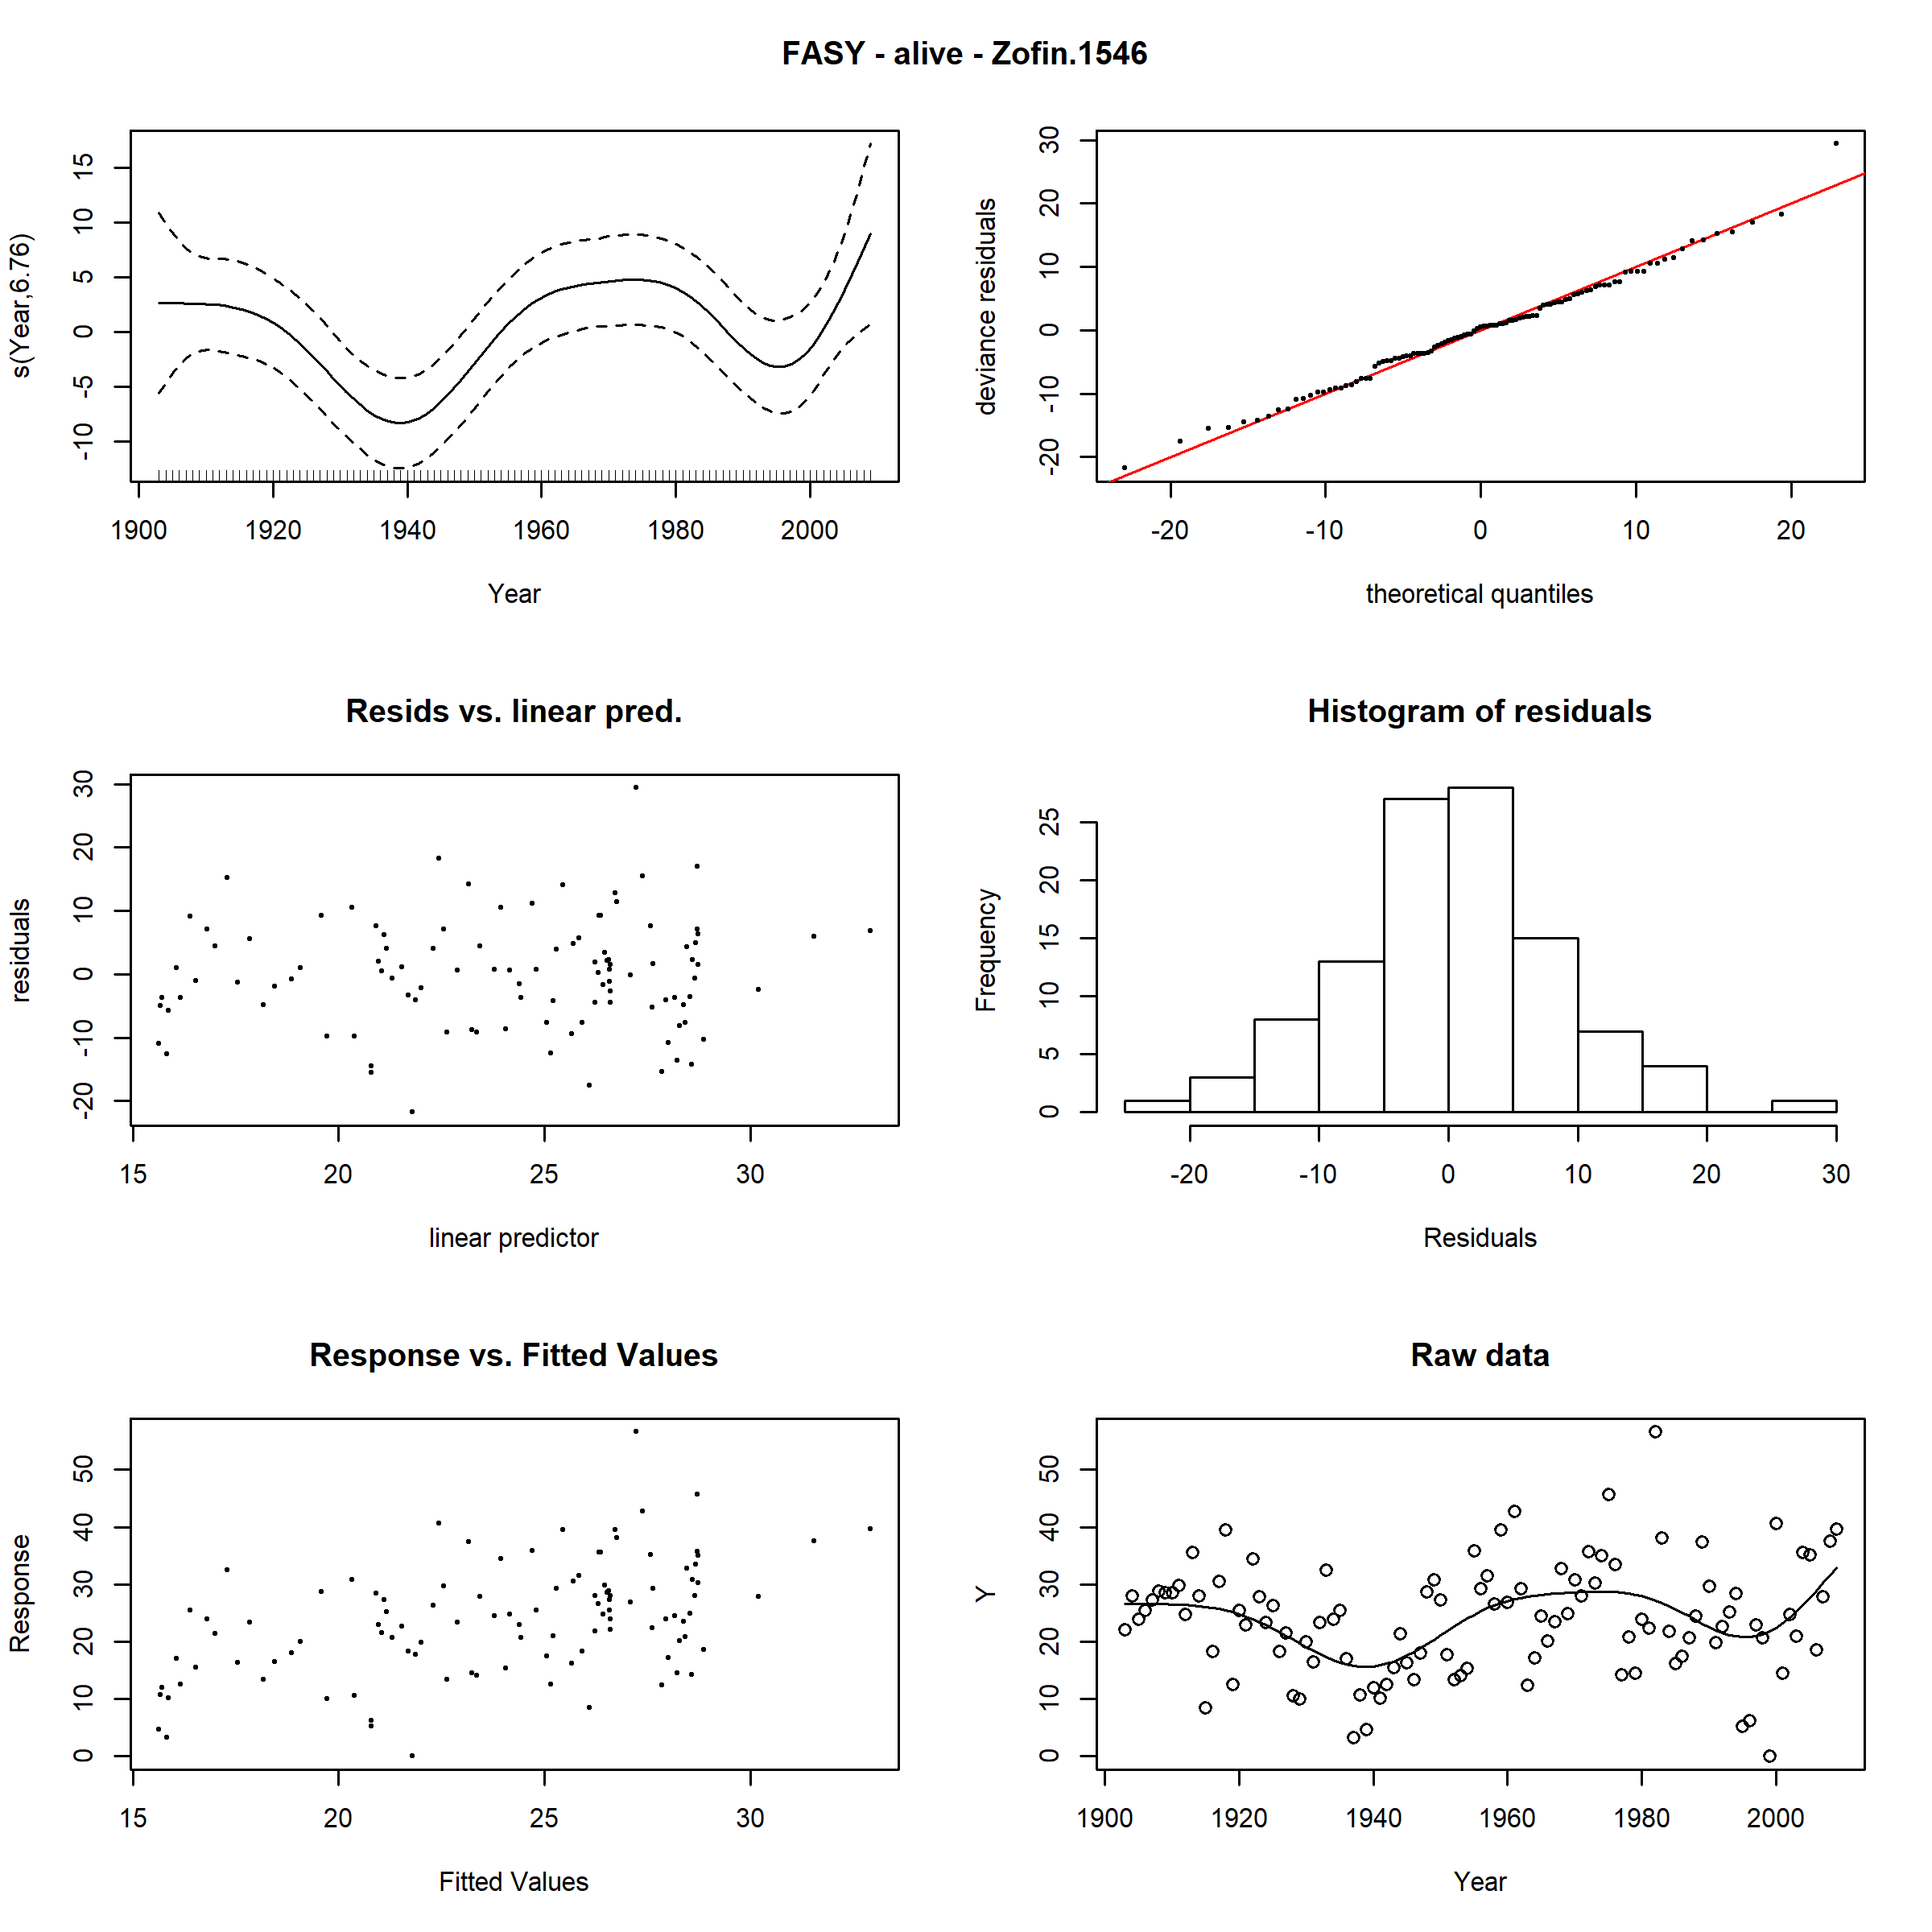 FASY - alive - Zofin.1546
s(Year,6.76)
-10 -5 0 5 10 15
1900 1920 1940 1960 1980 2000
Year
deviance residuals
-20 -10 0 10 20 30
-20 -10 0 10 20
theoretical quantiles
Resids vs. linear pred.
residuals
-20 -10 0 10 20 30
15 20 25 30
linear predictor
Histogram of residuals
Frequency
0 5 10 15 20 25
-20 -10 0 10 20 30
Residuals
Response vs. Fitted Values
Response
0 10 20 30 40 50
15 20 25 30
Fitted Values
Raw data
Y
0 10 20 30 40 50
1900 1920 1940 1960 1980 2000
Year